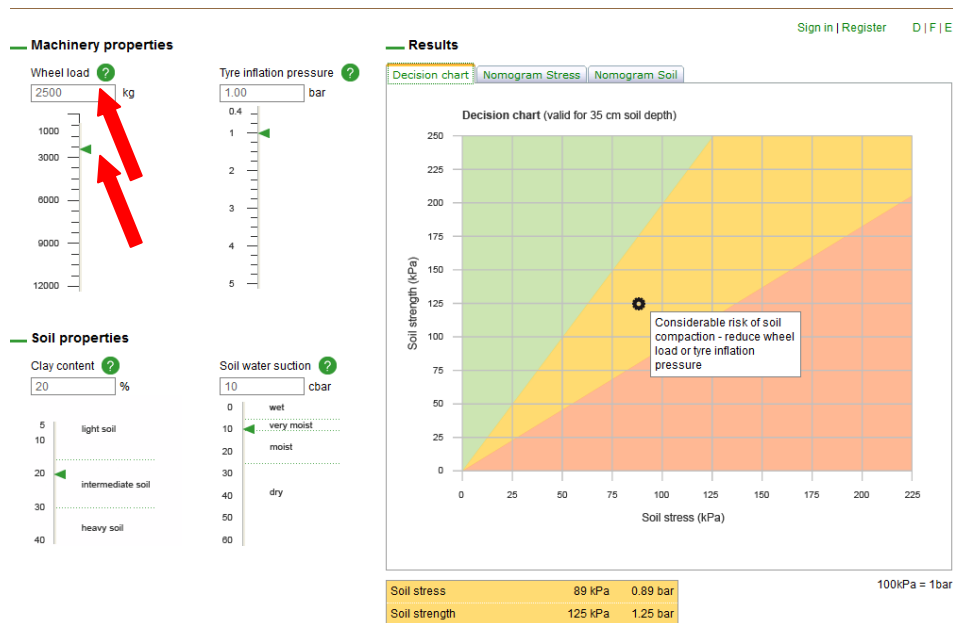 Sign in | Register D | F | E
Machinery properties
Wheel load ?
2500 kg
1000
3000
6000
9000
12000
Tyre inflation pressure ?
1.00 bar
0.4
1
2
3
4
5
Soil properties
Clay content ?
20 %
5
10
20
30
40
light soil
intermediate soil
heavy soil
Soil water suction ?
10 cbar
0 wet
10 very moist
20 moist
30
40 dry
50
60
Results
Decision chart Nomogram Stress Nomogram Soil
Decision chart (valid for 35 cm soil depth)
Soil strength (kPa)
250
225
200
175
150
125
100
75
50
25
0
Considerable risk of soil
compaction - reduce wheel
load or tyre inflation
pressure
0 25 50 75 100 125 150 175 200 225
Soil stress (kPa)
100kPa = 1bar
Soil stress 89 kPa 0.89 bar
Soil strength 125 kPa 1.25 bar